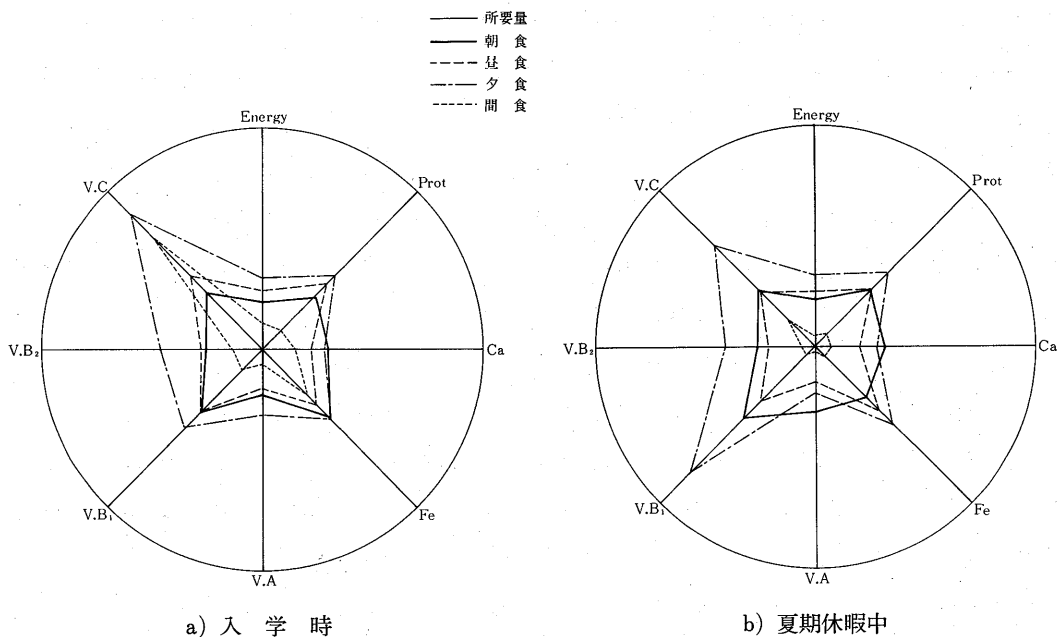 所要量
朝 食
昼 食
夕 食
間 食
Energy
Prot
Ca
Fe
V.A
V.B₁
V.B₂
V.C
a) 入 学 時
Energy
Prot
Ca
Fe
V.A
V.B₁
V.B₂
V.C
b) 夏期休暇中